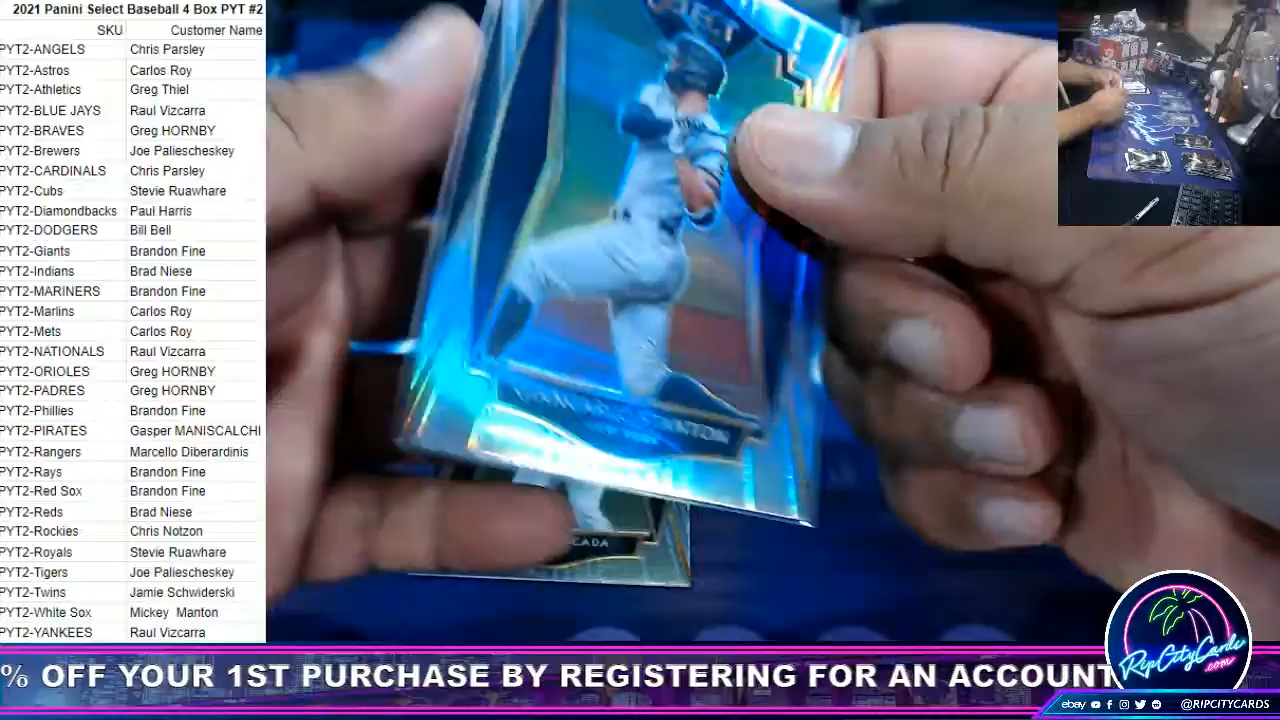 2021 Panini Select Baseball 4 Box PYT #2
SKU Customer Name
PYT2-ANGELS Chris Parsley
PYT2-Astros Carlos Roy
PYT2-Athletics Greg Thiel
PYT2-BLUE JAYS Raul Vizcarra
PYT2-BRAVES Greg HORNBY
PYT2-Brewers Joe Paliescheskey
PYT2-CARDINALS Chris Parsley
PYT2-Cubs Stevie Ruawhare
PYT2-Diamondbacks Paul Harris
PYT2-DODGERS Bill Bell
PYT2-Giants Brandon Fine
PYT2-Indians Brad Niese
PYT2-MARINERS Brandon Fine
PYT2-Marlins Carlos Roy
PYT2-Mets Carlos Roy
PYT2-NATIONALS Raul Vizcarra
PYT2-ORIOLES Greg HORNBY
PYT2-PADRES Greg HORNBY
PYT2-Phillies Brandon Fine
PYT2-PIRATES Gasper MANISCALCHI
PYT2-Rangers Marcello Diberardinis
PYT2-Rays Brandon Fine
PYT2-Red Sox Brandon Fine
PYT2-Reds Brad Niese
PYT2-Rockies Chris Notzon
PYT2-Royals Stevie Ruawhare
PYT2-Tigers Joe Paliescheskey
PYT2-Twins Jamie Schwiderski
PYT2-White Sox Mickey Manton
PYT2-YANKEES Raul Vizcarra
SELECT
CADA
% OFF YOUR 1ST PURCHASE BY REGISTERING FOR AN ACCOUNT
RipCityCards
.com
ebay @RIPCITYCARDS